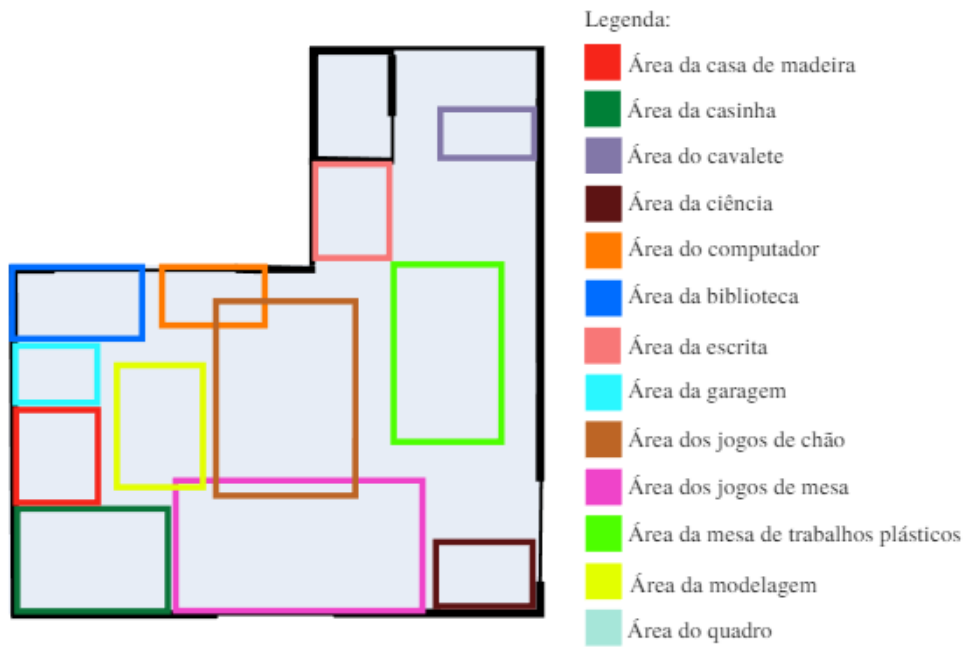 Legenda:
Área da casa de madeira
Área da casinha
Área do cavalete
Área da ciência
Área do computador
Área da biblioteca
Área da escrita
Área da garagem
Área dos jogos de chão
Área dos jogos de mesa
Área da mesa de trabalhos plásticos
Área da modelagem
Área do quadro